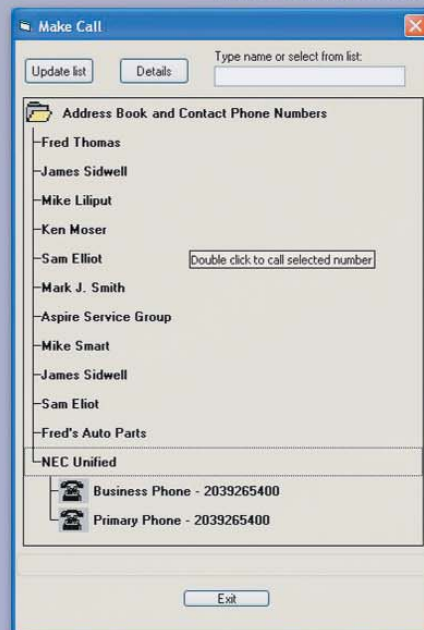 Make Call
Type name or select from list:
Update list
Details
Address Book and Contact Phone Numbers
Fred Thomas
James Sidwell
Mike Liliput
Ken Moser
Sam Elliot
Double click to call selected number
Mark J. Smith
Aspire Service Group
Mike Smart
James Sidwell
Sam Eliot
Fred's Auto Parts
NEC Unified
Business Phone - 2039265400
Primary Phone - 2039265400
Exit